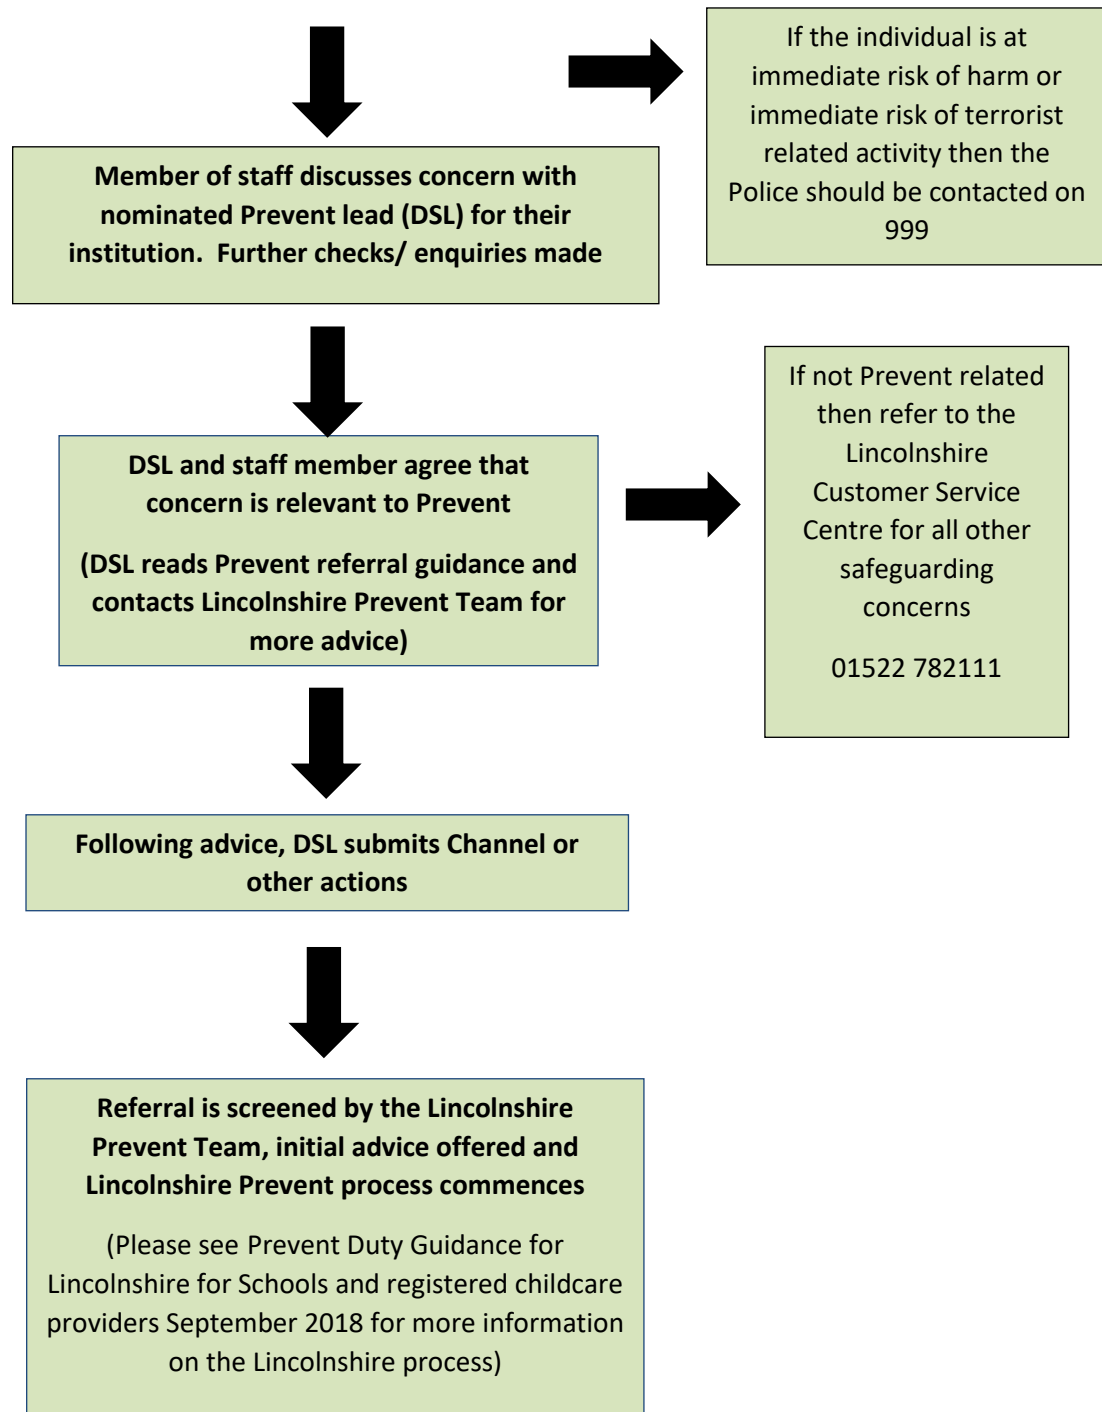 If the individual is at
immediate risk of harm or
immediate risk of terrorist
related activity then the
Police should be contacted on
999
Member of staff discusses concern with
nominated Prevent lead (DSL) for their
institution.  Further checks/ enquiries made
If not Prevent related
then refer to the
Lincolnshire
Customer Service
Centre for all other
safeguarding
concerns
01522 782111
DSL and staff member agree that
concern is relevant to Prevent
(DSL reads Prevent referral guidance and
contacts Lincolnshire Prevent Team for
more advice)
Following advice, DSL submits Channel or
other actions
Referral is screened by the Lincolnshire
Prevent Team, initial advice offered and
Lincolnshire Prevent process commences
(Please see Prevent Duty Guidance for
Lincolnshire for Schools and registered childcare
providers September 2018 for more information
on the Lincolnshire process)